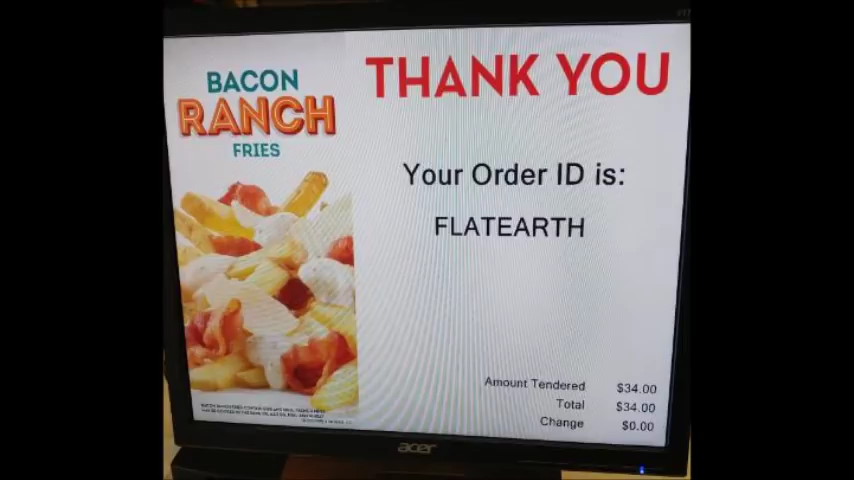 BACON
RANCH
FRIES
THANK YOU
Your Order ID is:
FLATEARTH
Amount Tendered $34.00
Total $34.00
Change $0.00
acer